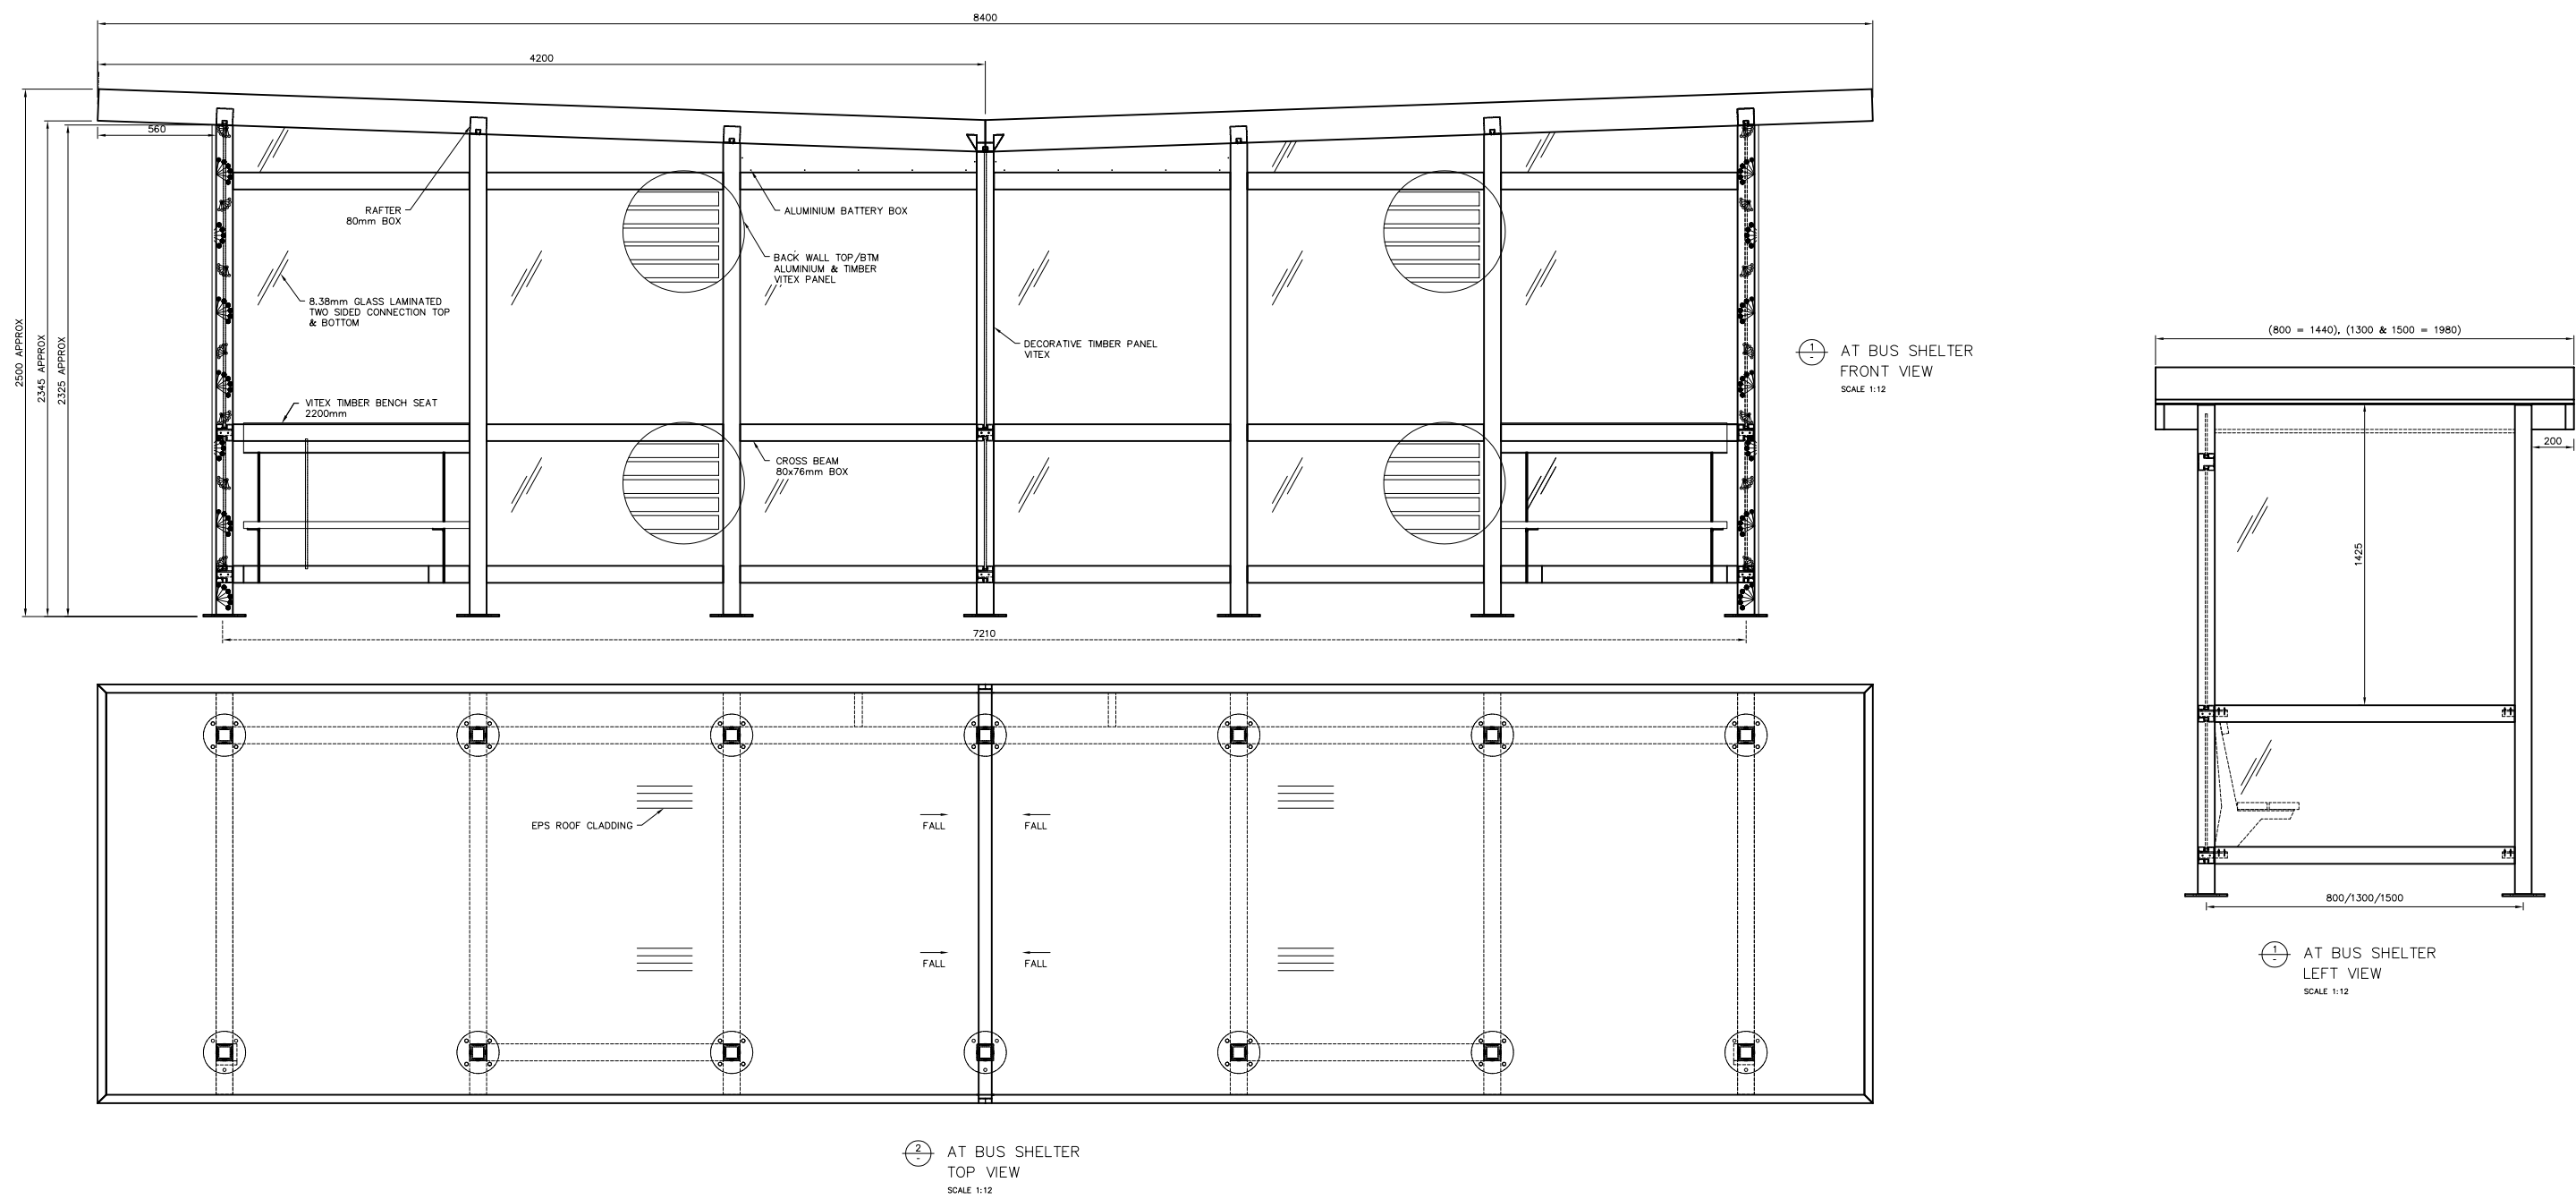 8400
4200
560
RAFTER
80mm BOX
ALUMINIUM BATTERY BOX
BACK WALL TOP/BTM
ALUMINIUM & TIMBER
VITEX PANEL
8.38mm GLASS LAMINATED
TWO SIDED CONNECTION TOP
& BOTTOM
DECORATIVE TIMBER PANEL
VITEX
VITEX TIMBER BENCH SEAT
2200mm
CROSS BEAM
80x76mm BOX
2500 APPROX
2345 APPROX
2325 APPROX
7210
1
-
AT BUS SHELTER
FRONT VIEW
SCALE 1:12
(800 = 1440), (1300 & 1500 = 1980)
200
1425
800/1300/1500
1
-
AT BUS SHELTER
LEFT VIEW
SCALE 1:12
EPS ROOF CLADDING
FALL
FALL
FALL
FALL
2
-
AT BUS SHELTER
TOP VIEW
SCALE 1:12